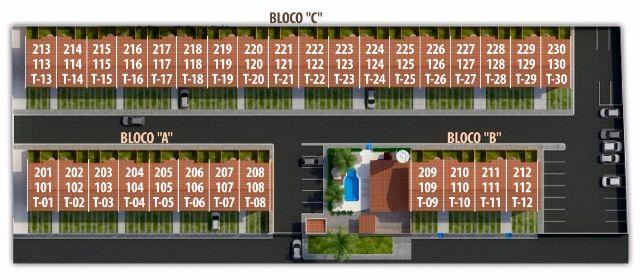 BLOCO "C"
213 214 215 216 217 218 219 220 221 222 223 224 225 226 227 228 229 230
113 114 115 116 117 118 119 120 121 122 123 124 125 126 127 128 129 130
T-13 T-14 T-15 T-16 T-17 T-18 T-19 T-20 T-21 T-22 T-23 T-24 T-25 T-26 T-27 T-28 T-29 T-30
BLOCO "A" BLOCO "B"
201 202 203 204 205 206 207 208 209 210 211 212
101 102 103 104 105 106 107 108 109 110 111 112
T-01 T-02 T-03 T-04 T-05 T-06 T-07 T-08 T-09 T-10 T-11 T-12